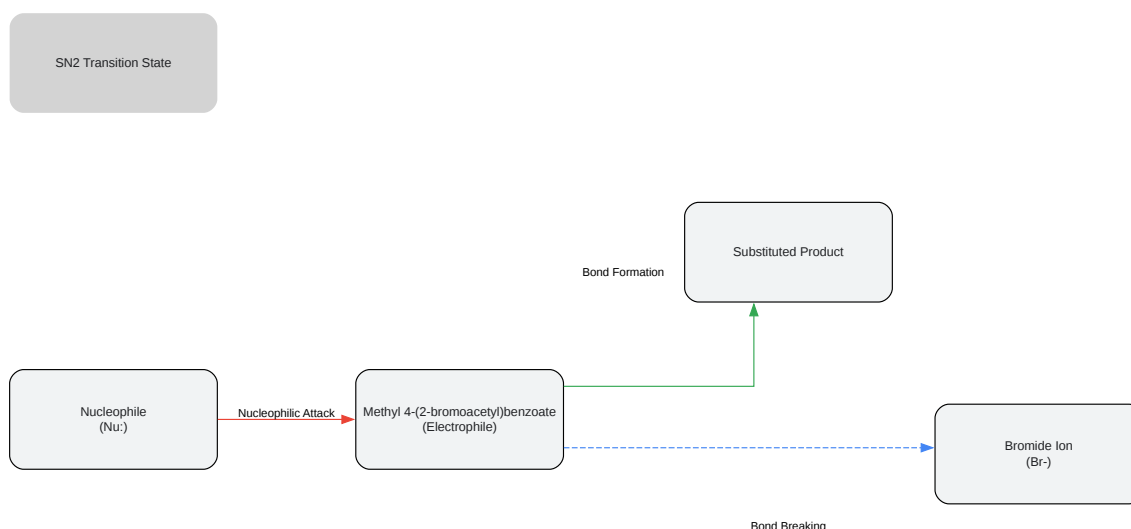 SN2 Transition State
Substituted Product
Bond Formation
Nucleophile
(Nu:)
Nucleophilic Attack
Methyl 4-(2-bromoacetyl)benzoate
(Electrophile)
Bromide Ion
(Br-)
Bond Breaking